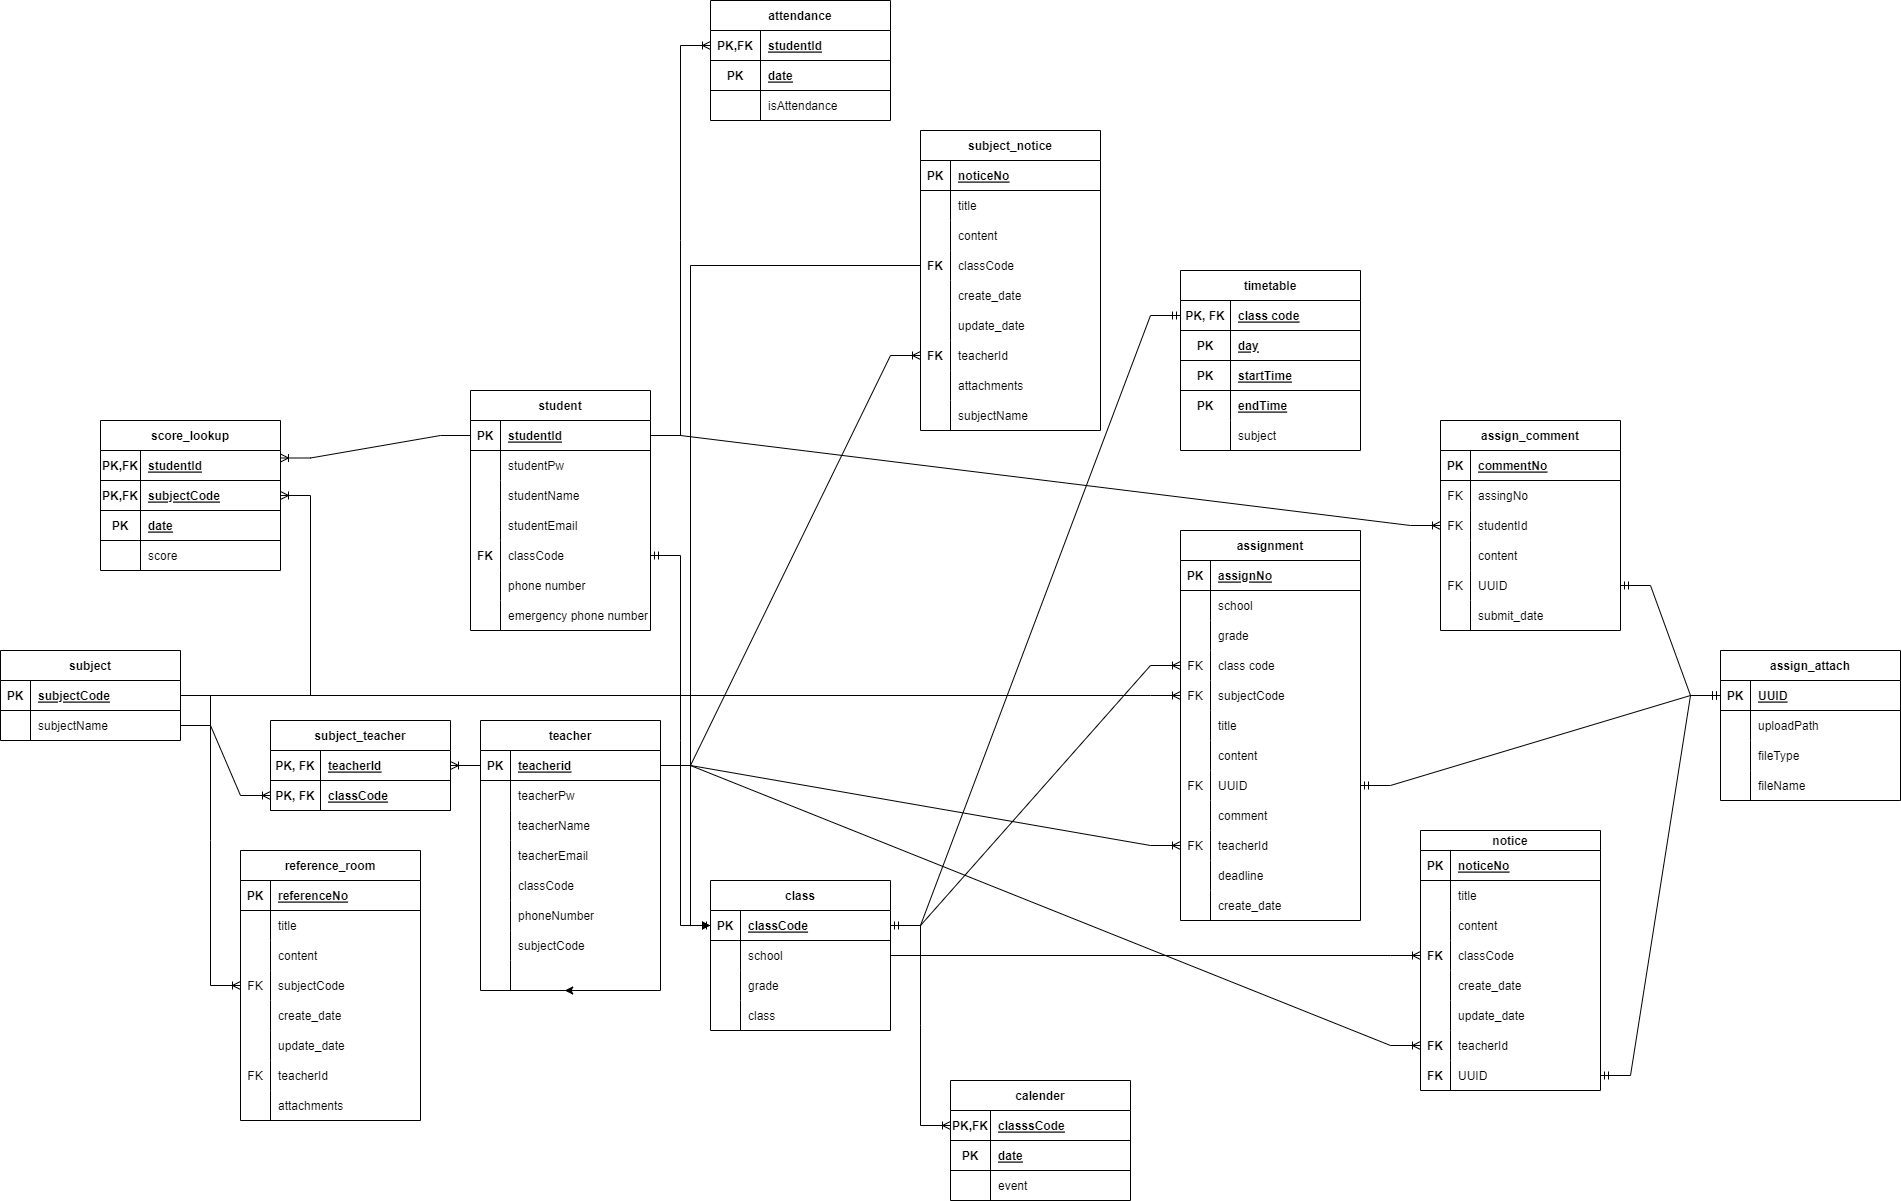 attendance
PK,FK studentId
PK date
isAttendance
subject_notice
PK noticeNo
title
content
FK classCode
create_date
update_date
FK teacherId
attachments
subjectName
timetable
PK, FK class code
PK day
PK startTime
PK endTime
subject
student
PK studentId
studentPw
studentName
studentEmail
FK classCode
phone number
emergency phone number
score_lookup
PK,FK studentId
PK,FK subjectCode
PK date
score
assign_comment
PK commentNo
FK assingNo
FK studentId
content
FK UUID
submit_date
assignment
PK assignNo
school
grade
FK class code
FK subjectCode
title
content
FK UUID
comment
FK teacherId
deadline
create_date
subject
PK subjectCode
subjectName
assign_attach
PK UUID
uploadPath
fileType
fileName
subject_teacher
PK, FK teacherId
PK, FK classCode
teacher
PK teacherid
teacherPw
teacherName
teacherEmail
classCode
phoneNumber
subjectCode
reference_room
PK referenceNo
title
content
FK subjectCode
create_date
update_date
FK teacherId
attachments
class
PK classCode
school
grade
class
notice
PK noticeNo
title
content
FK classCode
create_date
update_date
FK teacherId
FK UUID
calender
PK,FK classsCode
PK date
event